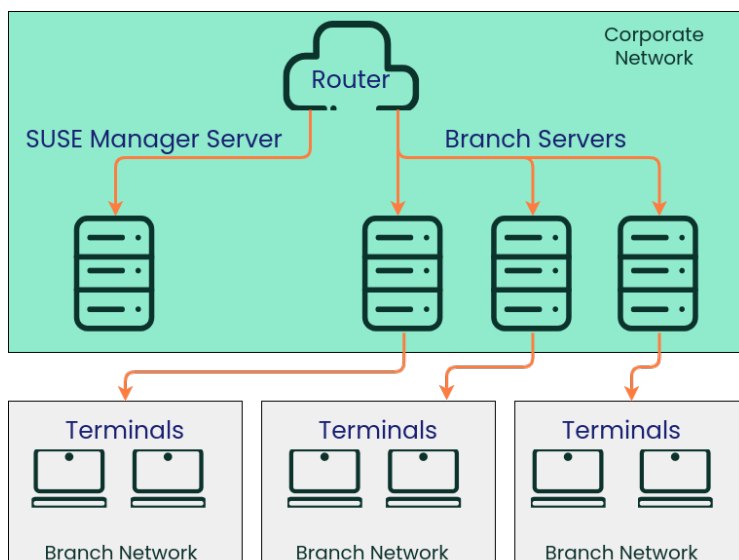 Corporate
Network
Router
SUSE Manager Server
Branch Servers
Terminals
Terminals
Terminals
Branch Network
Branch Network
Branch Network